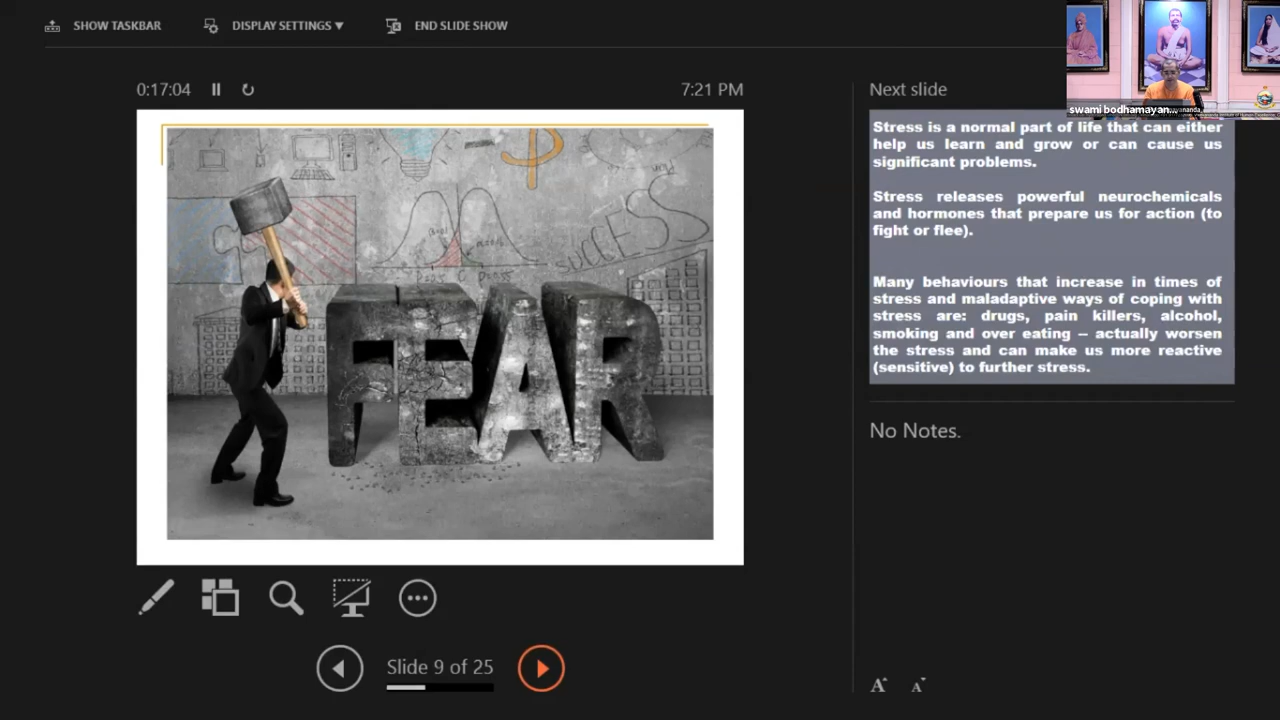 SHOW TASKBAR
DISPLAY SETTINGS ▼
END SLIDE SHOW
0:17:04
7:21 PM
SUCCESS
FEAR
Slide 9 of 25
Next slide
swami bodhamayan...
Stress is a normal part of life that can either
help us learn and grow or can cause us
significant problems.
Stress releases powerful neurochemicals
and hormones that prepare us for action (to
fight or flee).
Many behaviours that increase in times of
stress and maladaptive ways of coping with
stress are: drugs, pain killers, alcohol,
smoking and over eating – actually worsen
the stress and can make us more reactive
(sensitive) to further stress.
No Notes.